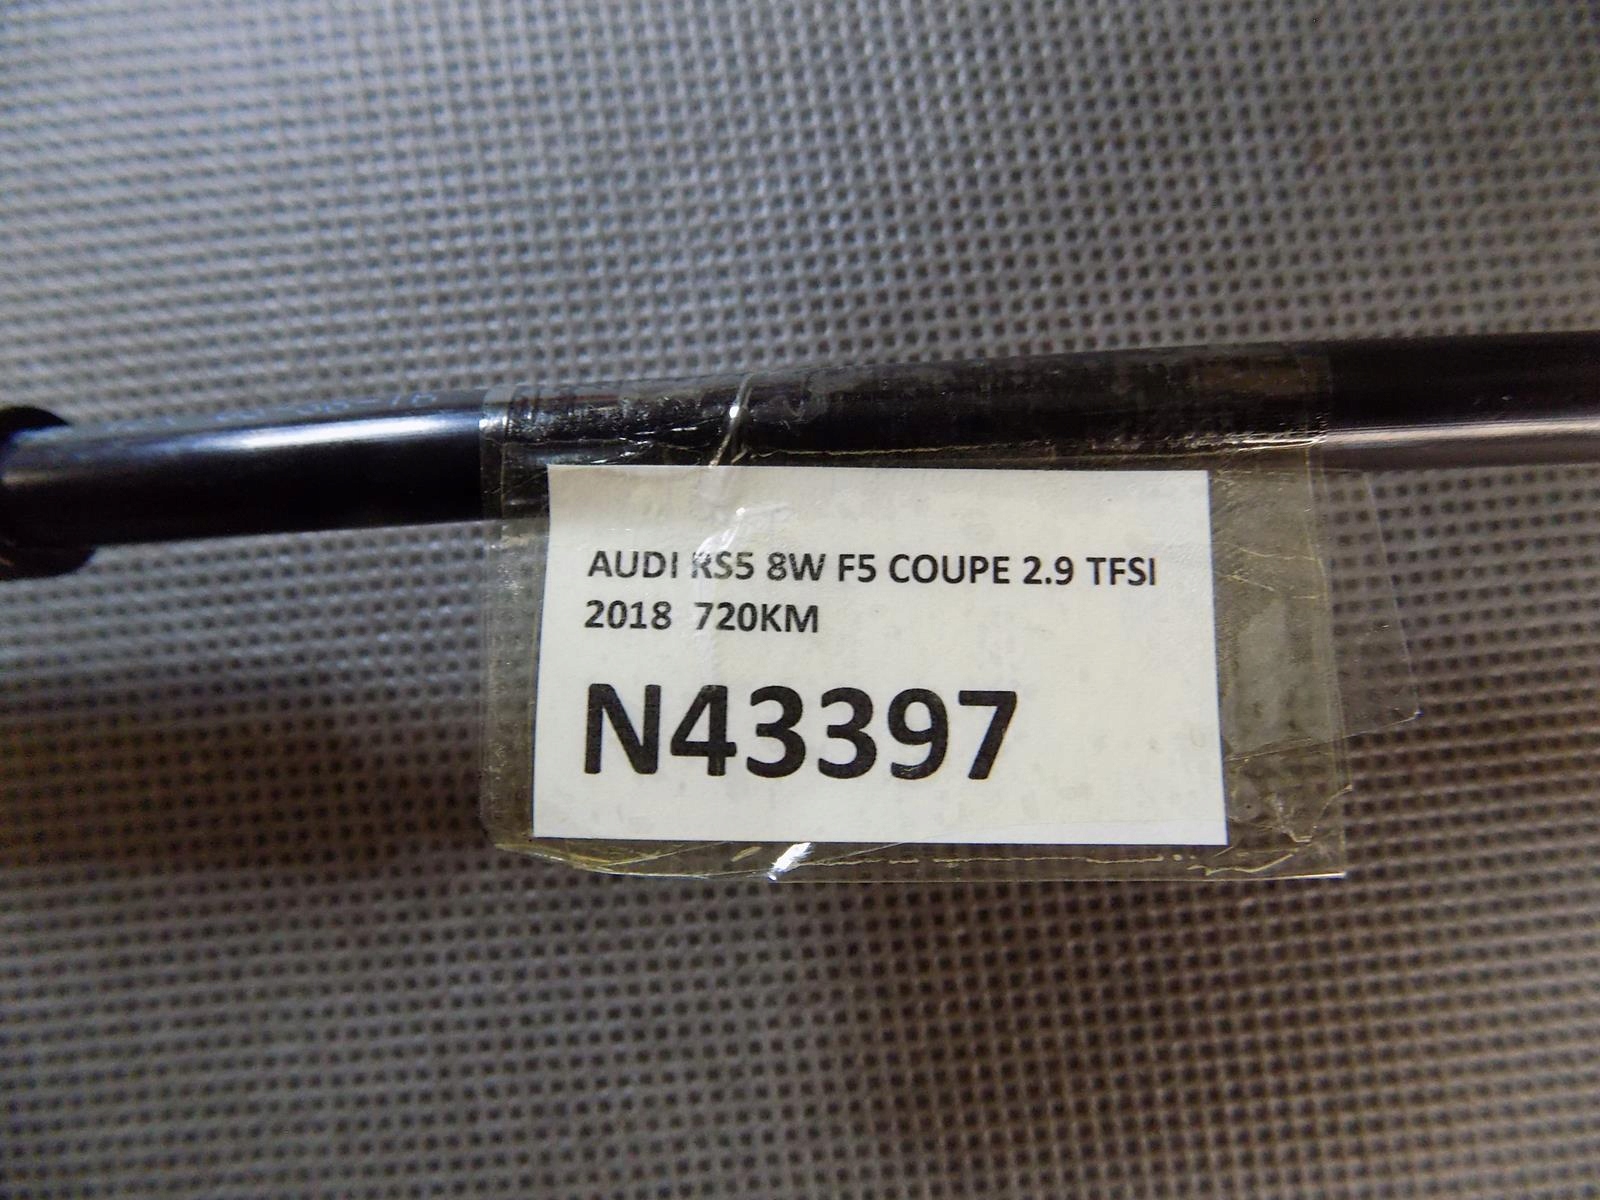 AUDI RS5 8W F5 COUPE 2.9 TFSI
2018 720KM
N43397